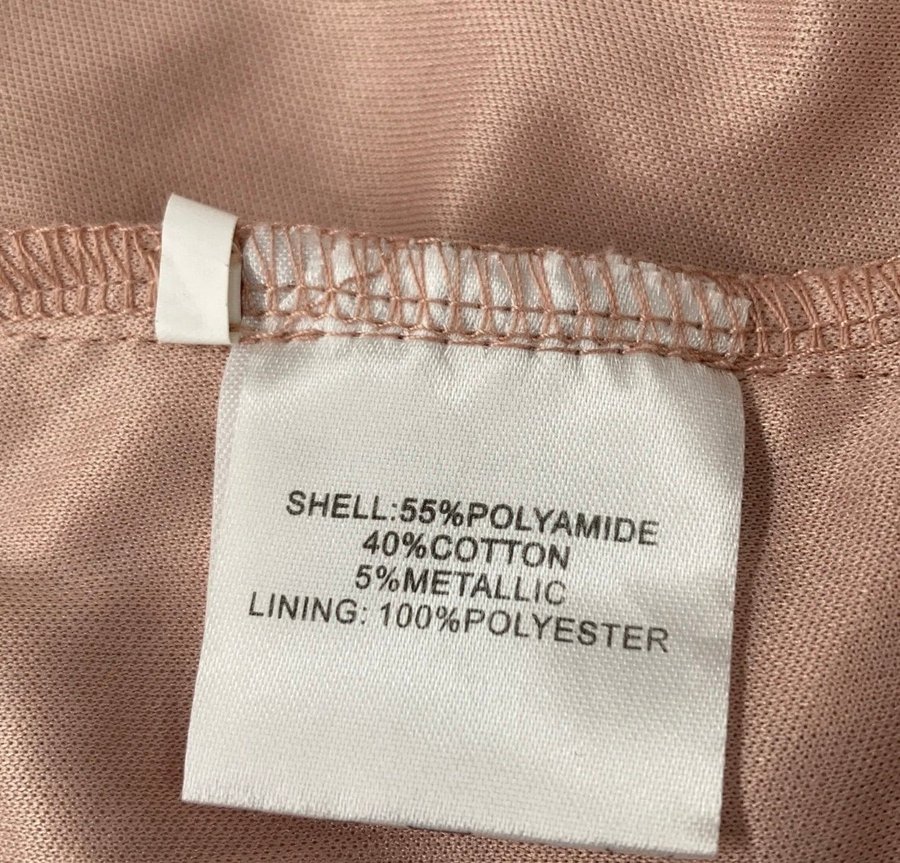 SHELL:55%POLYAMIDE
40%COTTON
5%METALLIC
LINING: 100%POLYESTER